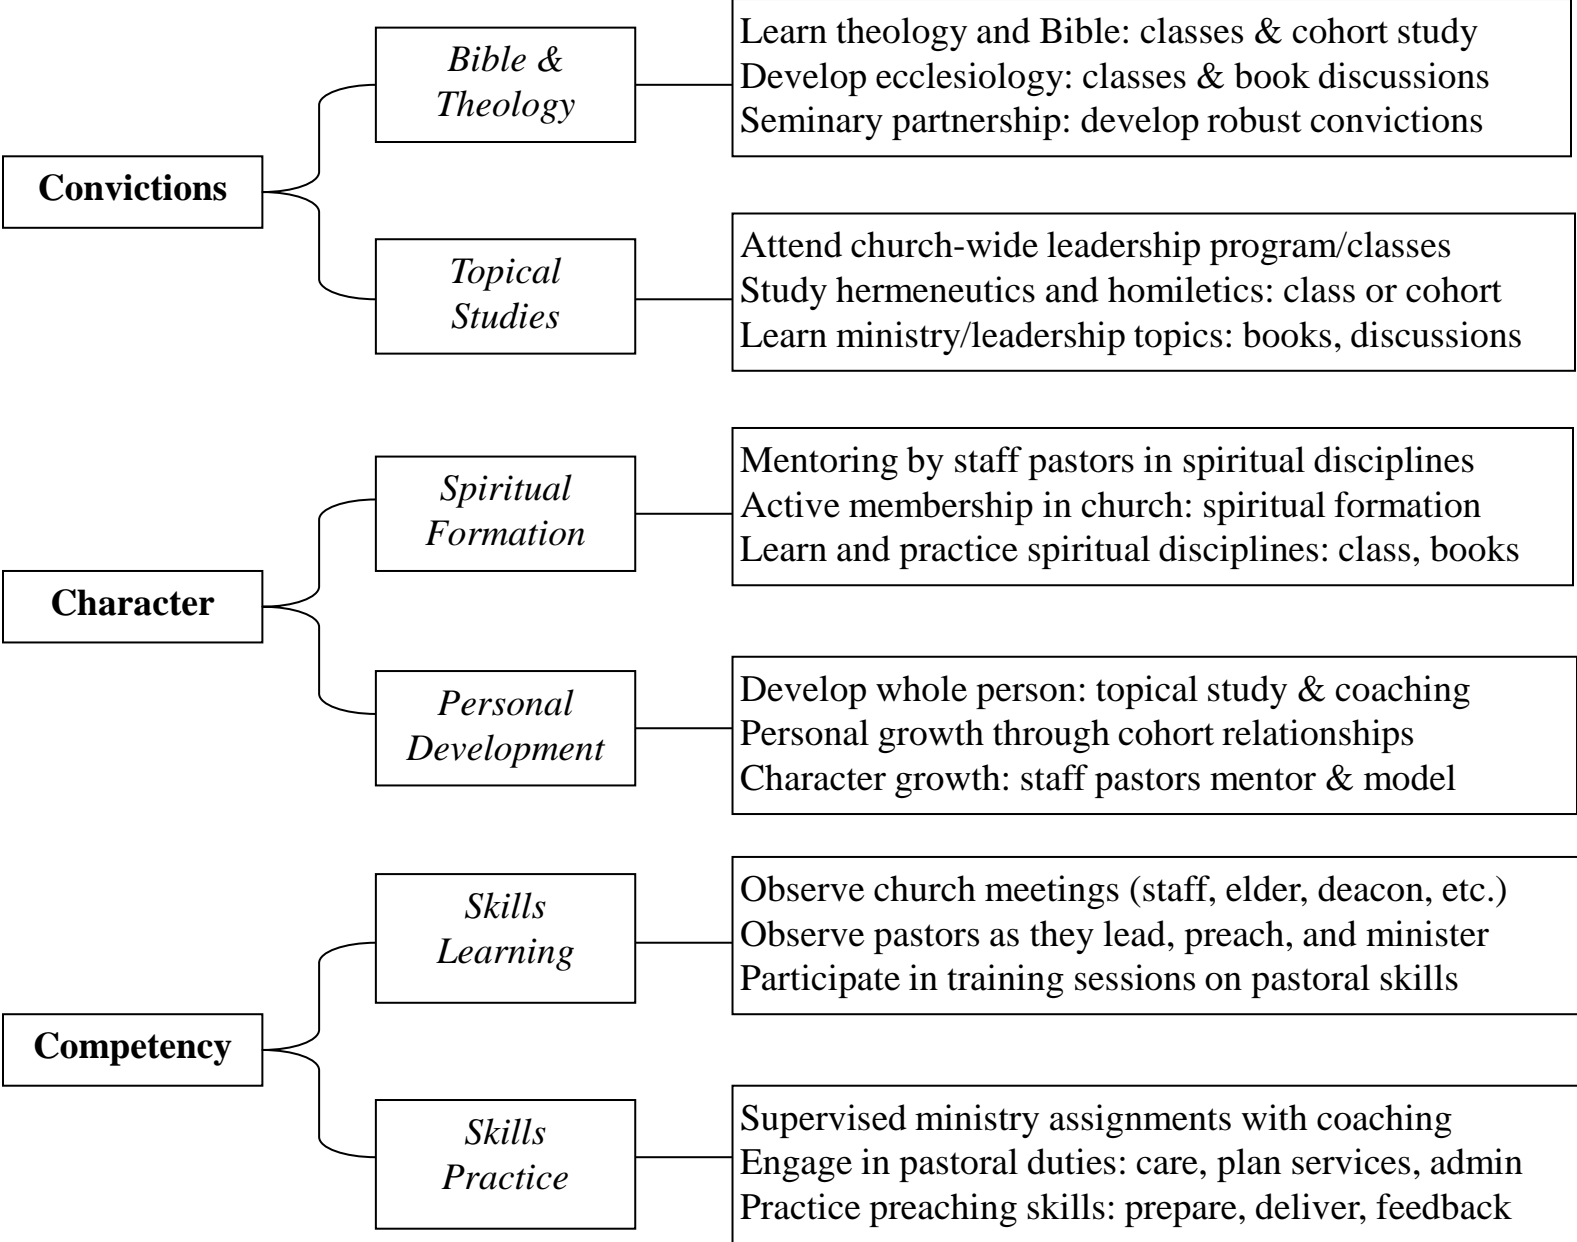 Convictions
Bible &
Theology
Learn theology and Bible: classes & cohort study
Develop ecclesiology: classes & book discussions
Seminary partnership: develop robust convictions
Topical
Studies
Attend church-wide leadership program/classes
Study hermeneutics and homiletics: class or cohort
Learn ministry/leadership topics: books, discussions
Character
Spiritual
Formation
Mentoring by staff pastors in spiritual disciplines
Active membership in church: spiritual formation
Learn and practice spiritual disciplines: class, books
Personal
Development
Develop whole person: topical study & coaching
Personal growth through cohort relationships
Character growth: staff pastors mentor & model
Competency
Skills
Learning
Observe church meetings (staff, elder, deacon, etc.)
Observe pastors as they lead, preach, and minister
Participate in training sessions on pastoral skills
Skills
Practice
Supervised ministry assignments with coaching
Engage in pastoral duties: care, plan services, admin
Practice preaching skills: prepare, deliver, feedback